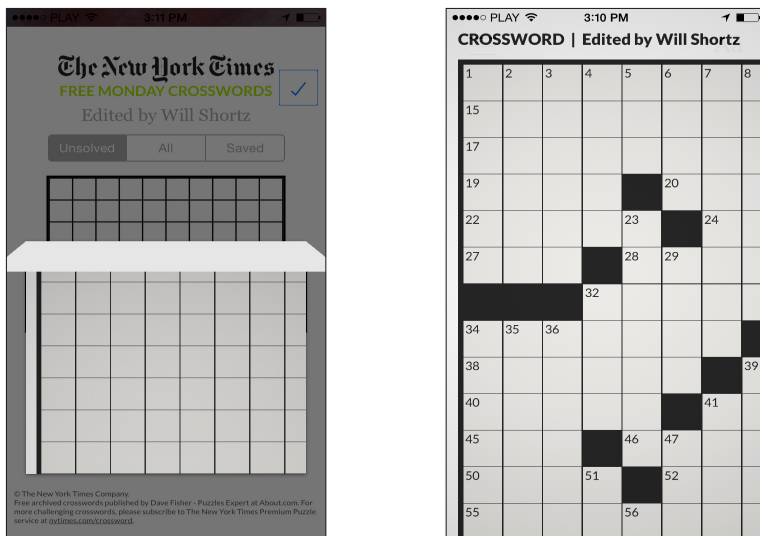 PLAY 3:11 PM
The New York Times
FREE MONDAY CROSSWORDS
Edited by Will Shortz
Unsolved All Saved
© The New York Times Company.
Free archived crosswords published by Dave Fisher - Puzzles Expert at About.com. For
more challenging crosswords, please subscribe to The New York Times Premium Puzzle
service at nytimes.com/crossword.
PLAY 3:10 PM
CROSSWORD | Edited by Will Shortz
1 2 3 4 5 6 7 8
15
17
19 20
22 23 24
27 28 29
32
34 35 36
38 39
40 41
45 46 47
50 51 52
55 56